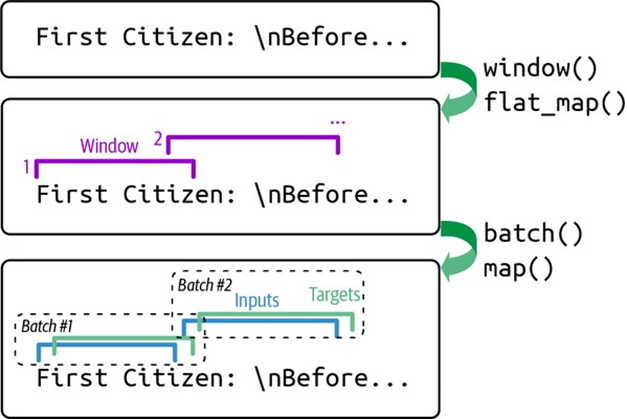 First Citizen: \nBefore...
window()
flat_map()
...
Window
2
1
First Citizen: \nBefore...
batch()
map()
Batch #2
Inputs
Targets
Batch #1
First Citizen: \nBefore...